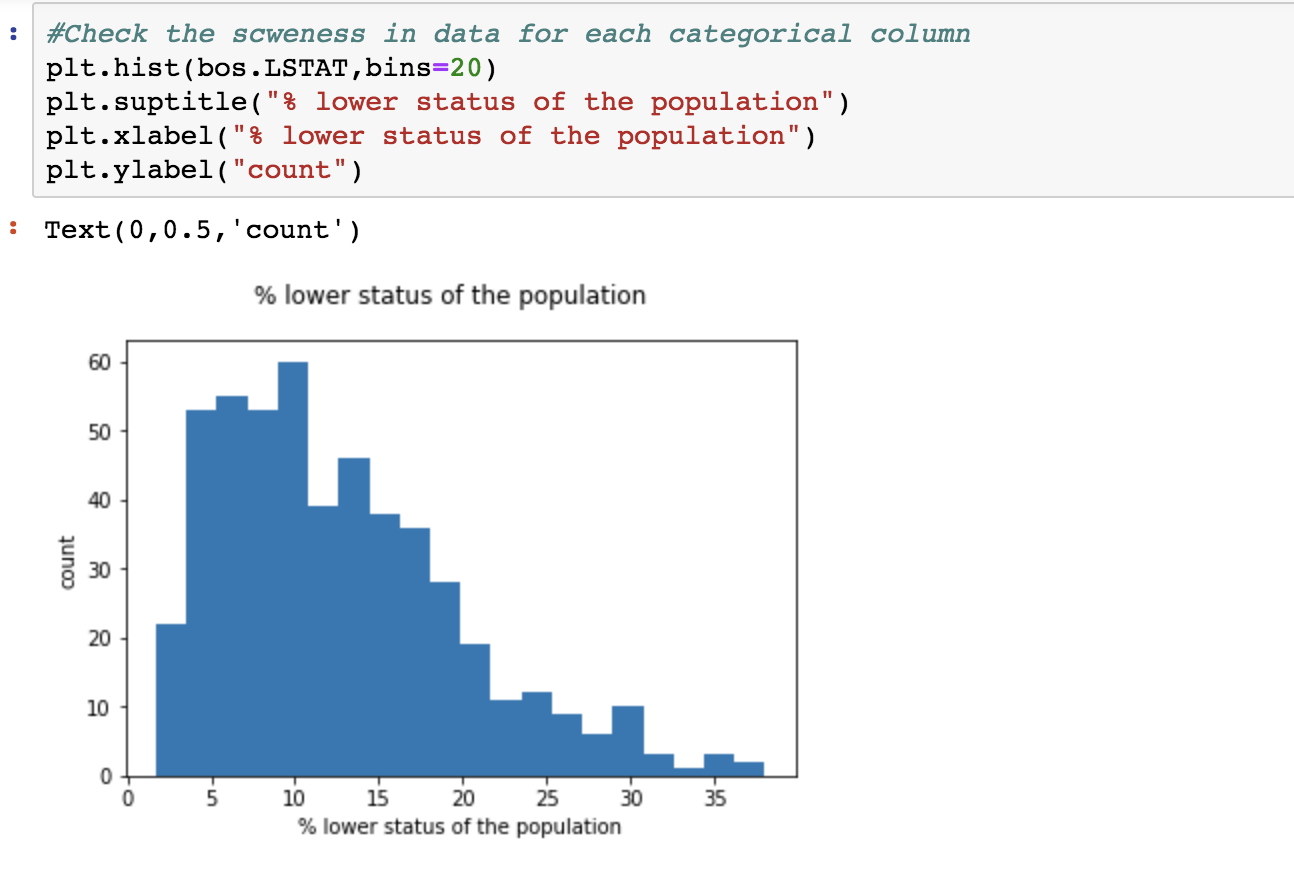 :
#Check the scweness in data for each categorical column
plt.hist(bos.LSTAT,bins=20)
plt.suptitle("% lower status of the population")
plt.xlabel("% lower status of the population")
plt.ylabel("count")
:
Text(0,0.5,'count')
% lower status of the population
60
50
40
30
20
10
0
count
0 5 10 15 20 25 30 35
% lower status of the population